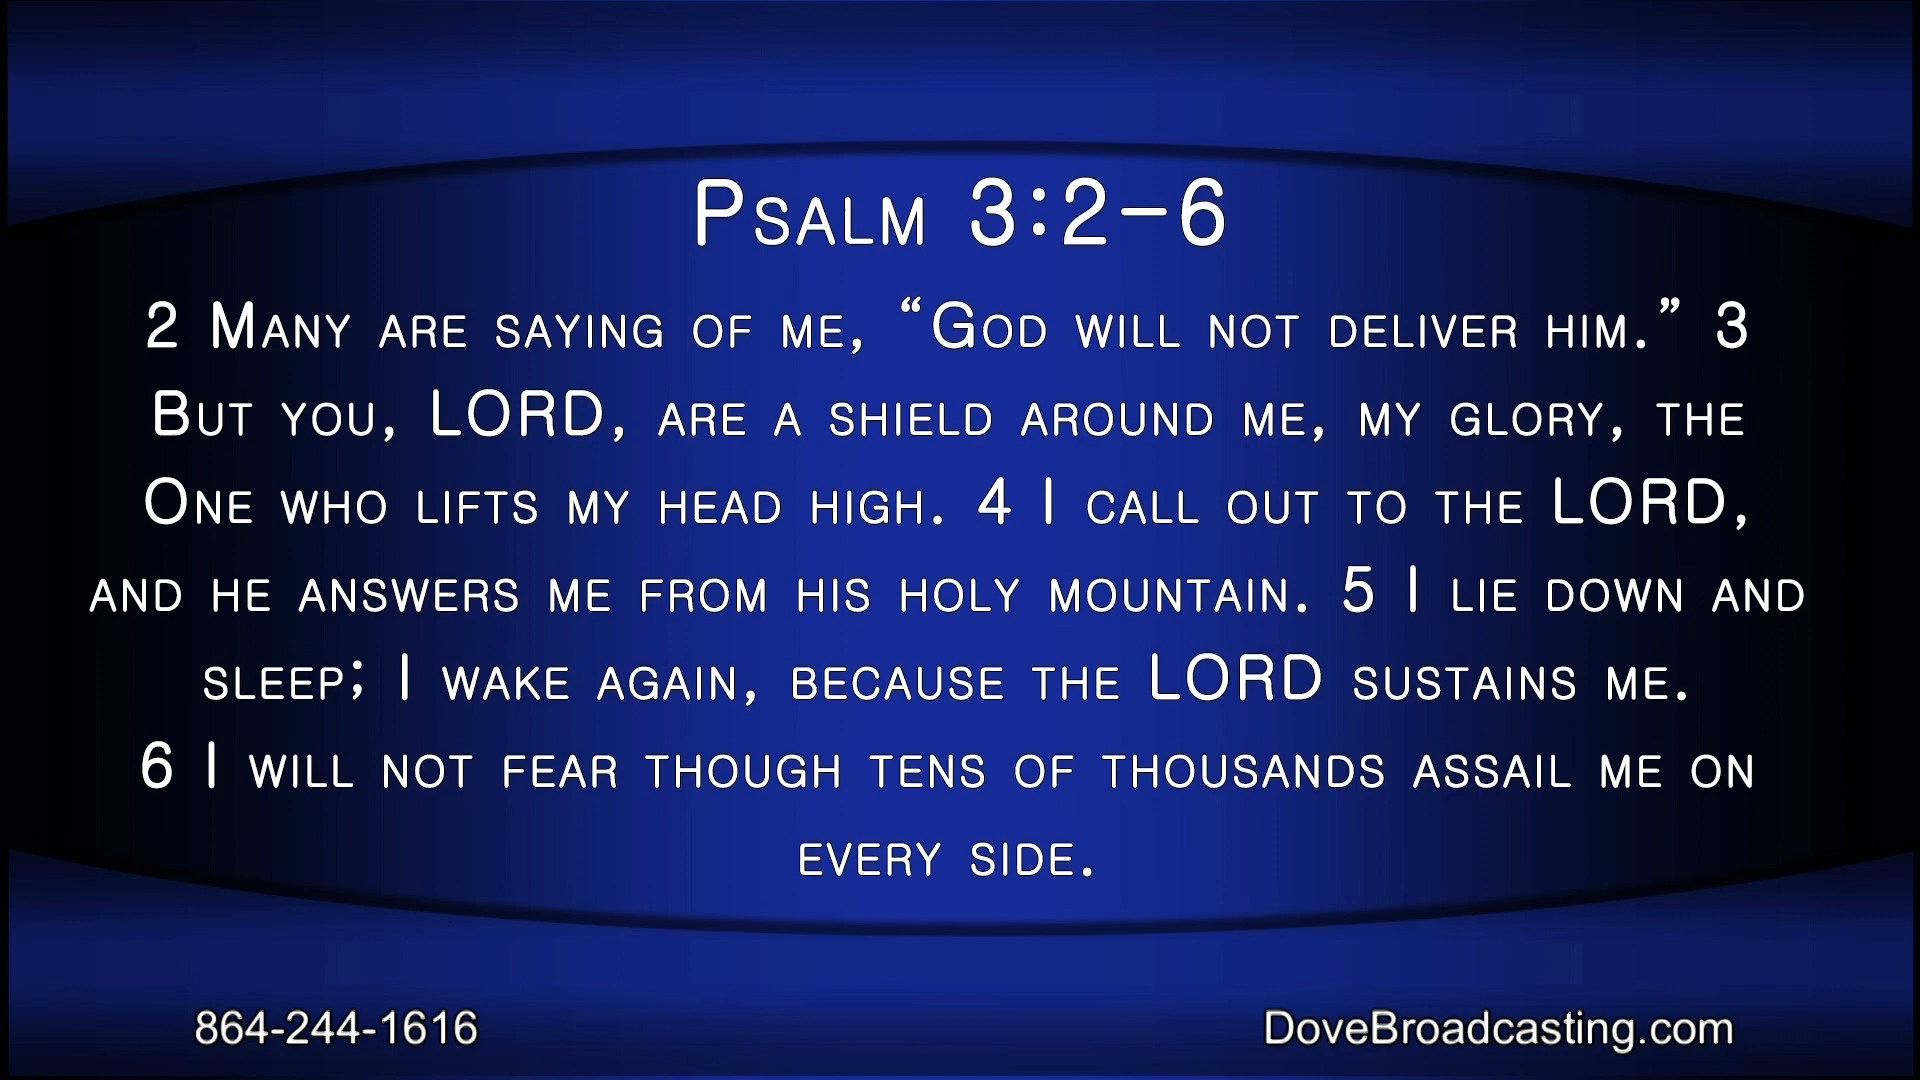 Psalm 3:2-6
2 Many are saying of me, “God will not deliver him.” 3
But you, LORD, are a shield around me, my glory, the
One who lifts my head high. 4 I call out to the LORD,
and he answers me from his holy mountain. 5 I lie down and
sleep; I wake again, because the LORD sustains me.
6 I will not fear though tens of thousands assail me on
every side.
864-244-1616
DoveBroadcasting.com